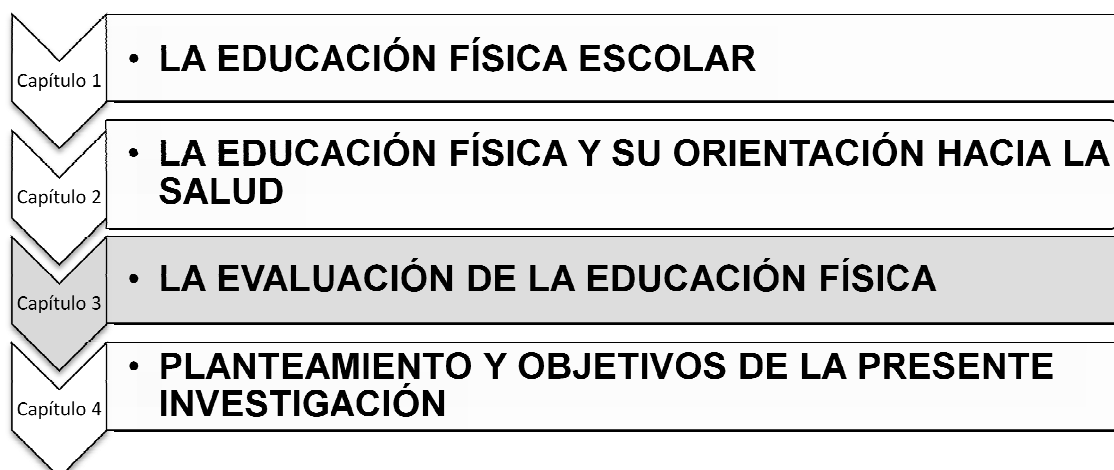 Capítulo 1
• LA EDUCACIÓN FÍSICA ESCOLAR
Capítulo 2
• LA EDUCACIÓN FÍSICA Y SU ORIENTACIÓN HACIA LA
SALUD
Capítulo 3
• LA EVALUACIÓN DE LA EDUCACIÓN FÍSICA
Capítulo 4
• PLANTEAMIENTO Y OBJETIVOS DE LA PRESENTE
INVESTIGACIÓN